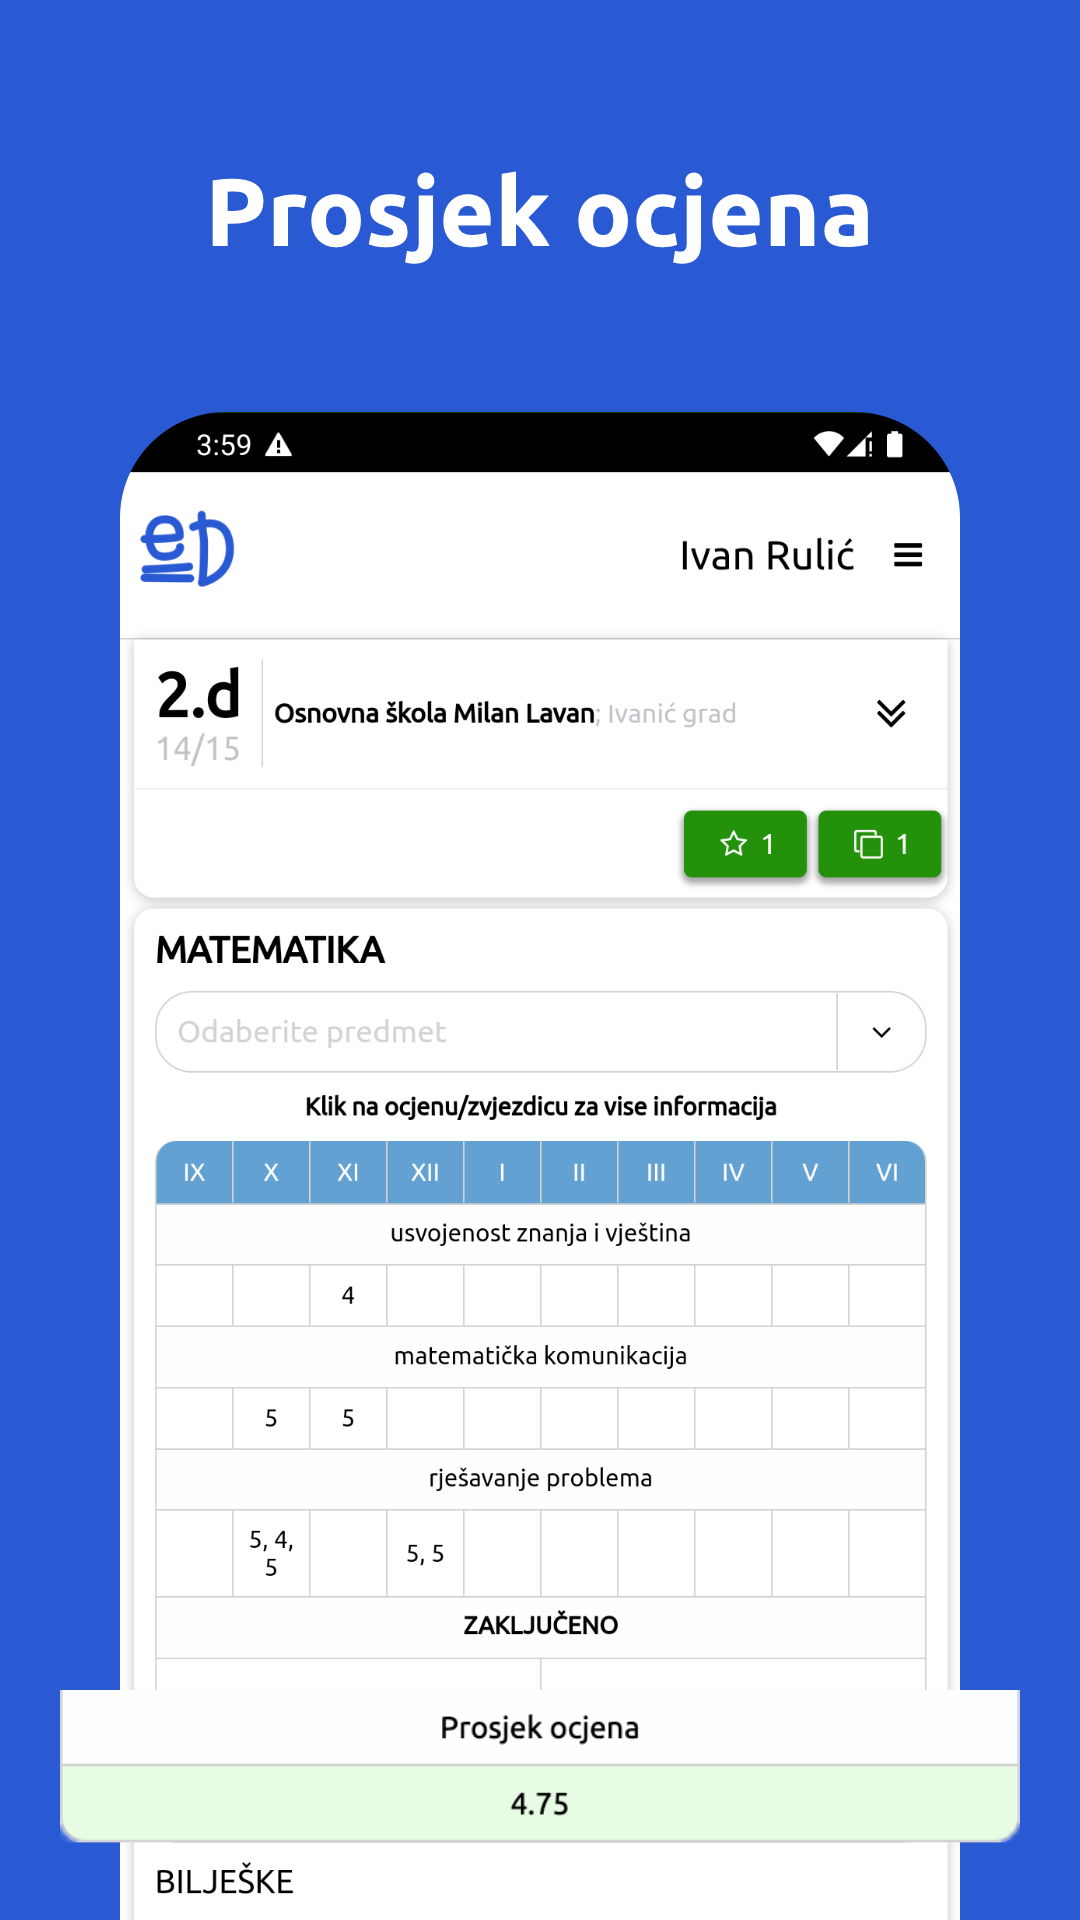 Prosjek ocjena
3:59
eD
Ivan Rulić
2.d
14/15
Osnovna škola Milan Lavan; Ivanić grad
1 1
MATEMATIKA
Odaberite predmet
Klik na ocjenu/zvjezdicu za vise informacija
IX X XI XII I II III IV V VI
usvojenost znanja i vještina
4
matematička komunikacija
5 5
rješavanje problema
5, 4,
5
5, 5
ZAKLJUČENO
Prosjek ocjena
4.75
BILJEŠKE